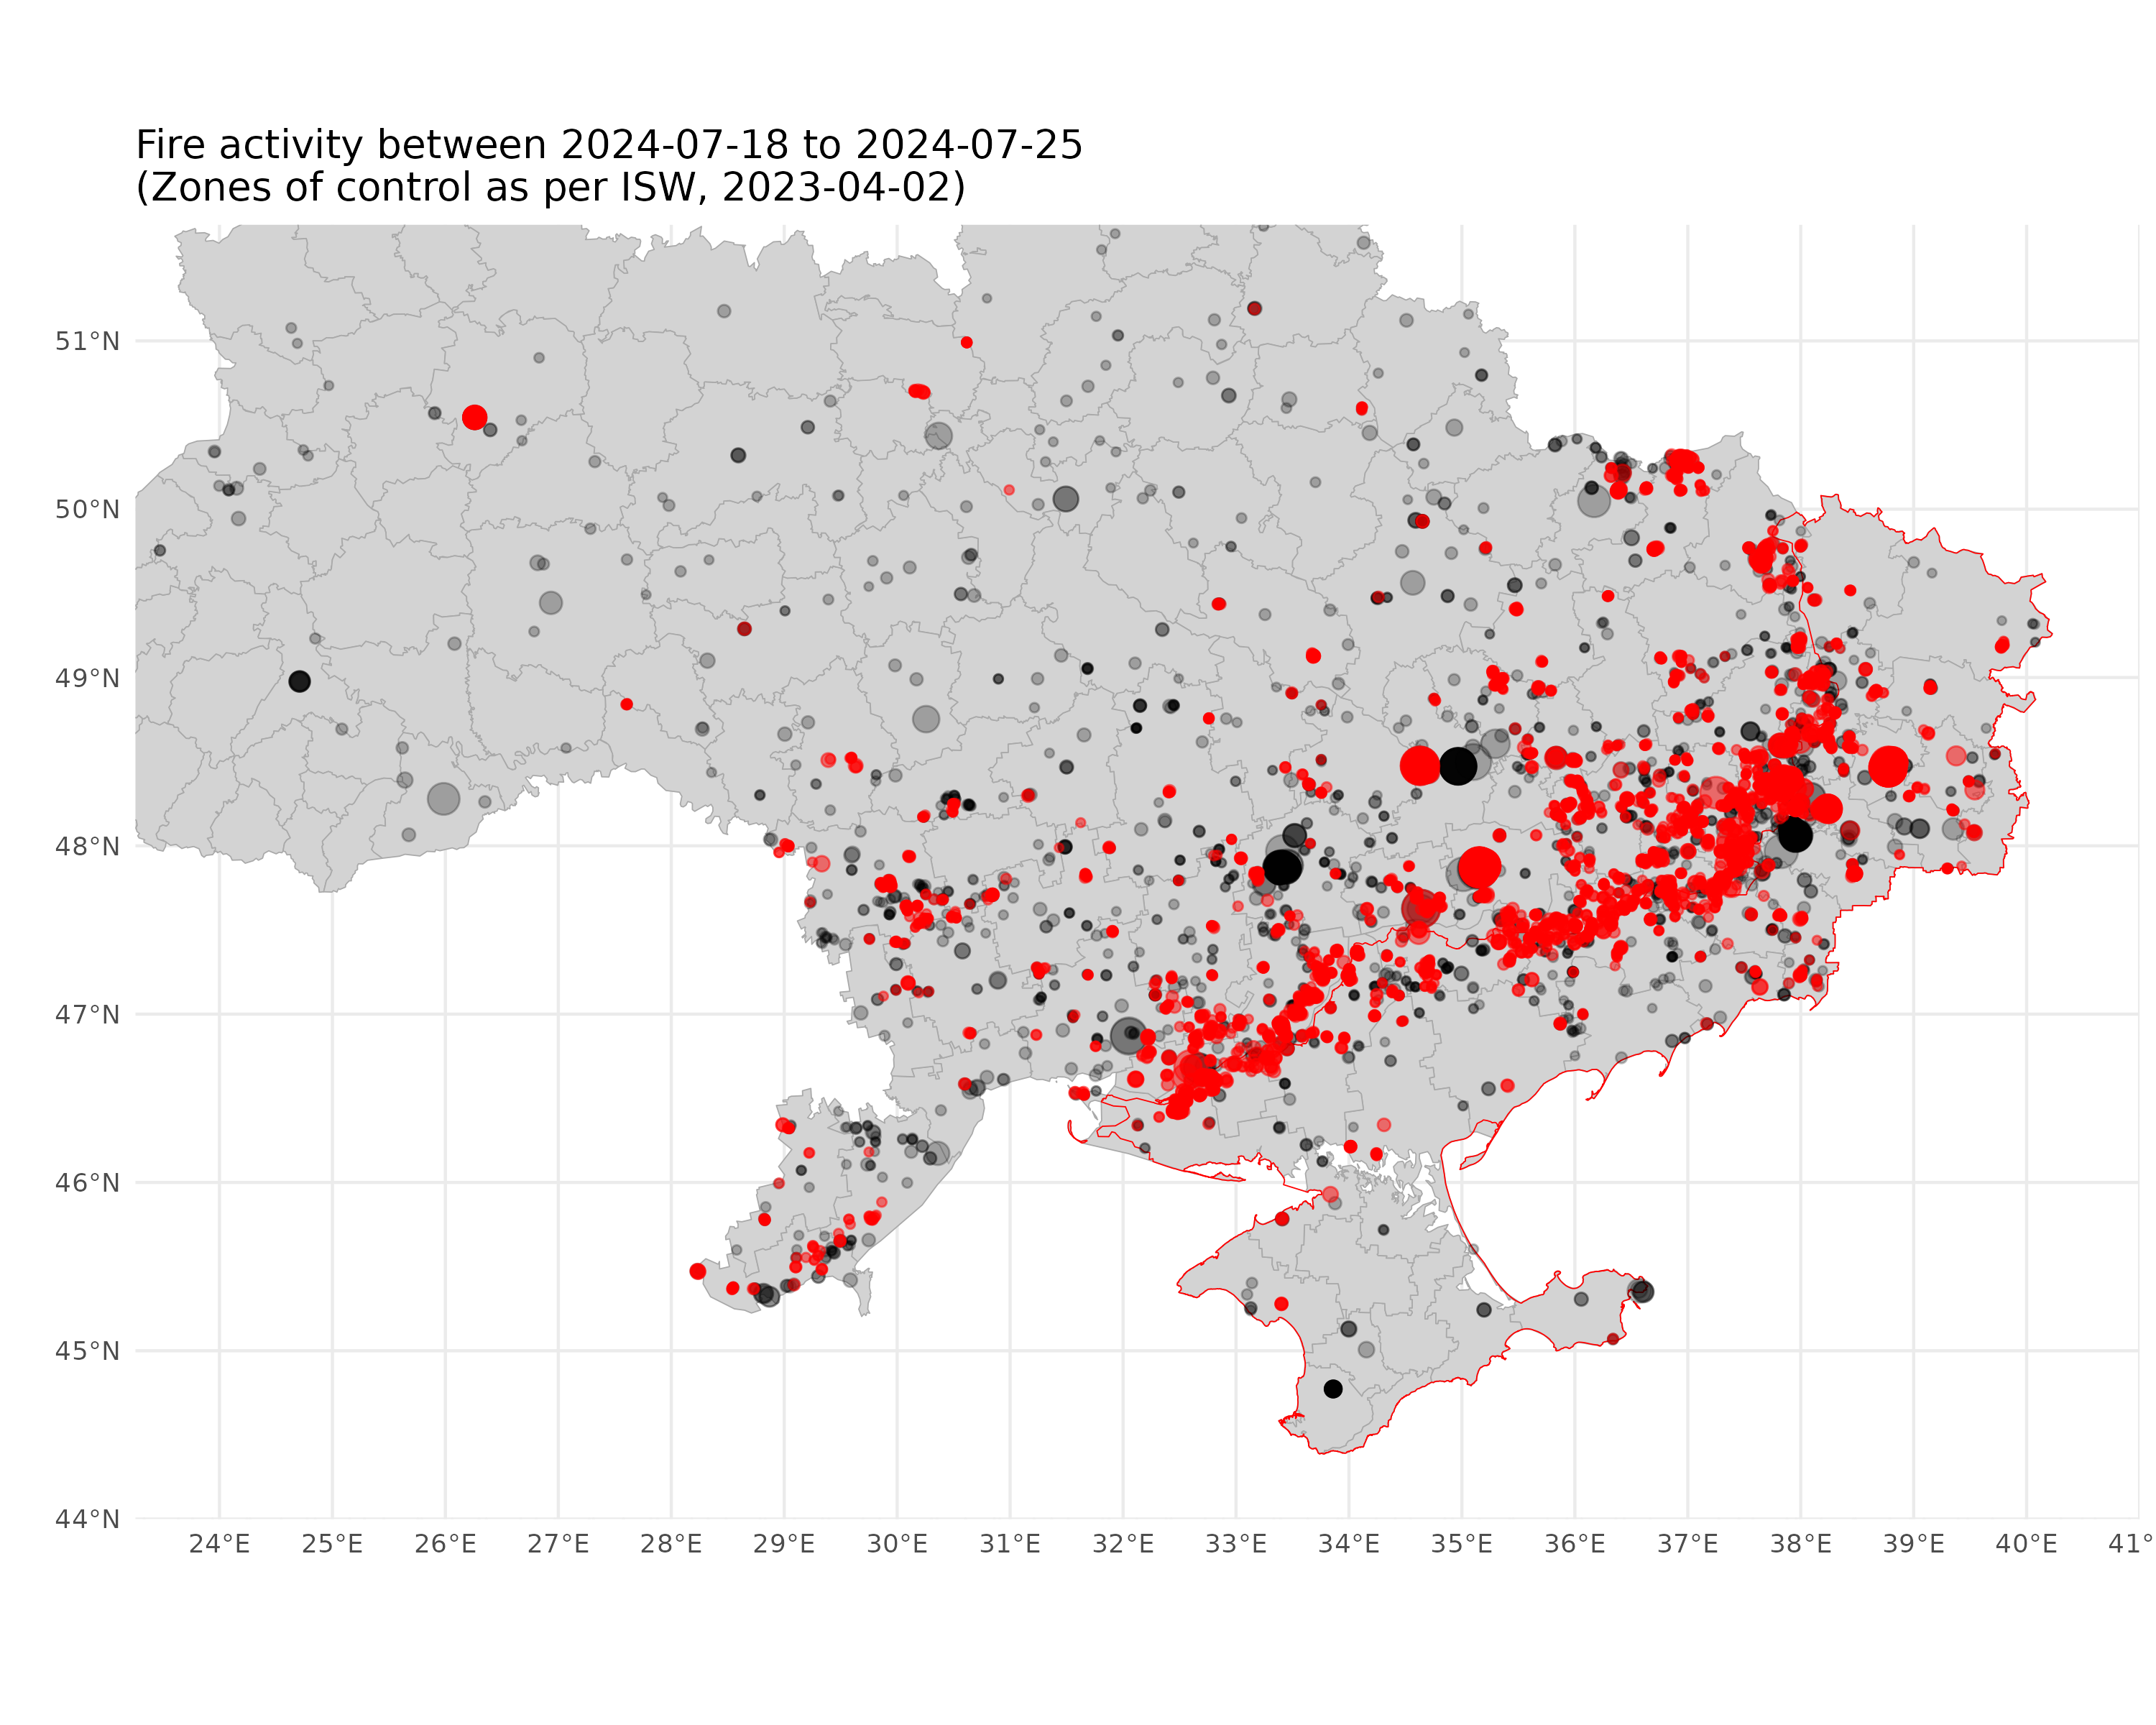 Fire activity between 2024-07-18 to 2024-07-25
(Zones of control as per ISW, 2023-04-02)
51°N
50°N
49°N
48°N
47°N
46°N
45°N
44°N
24°E 25°E 26°E 27°E 28°E 29°E 30°E 31°E 32°E 33°E 34°E 35°E 36°E 37°E 38°E 39°E 40°E 41°